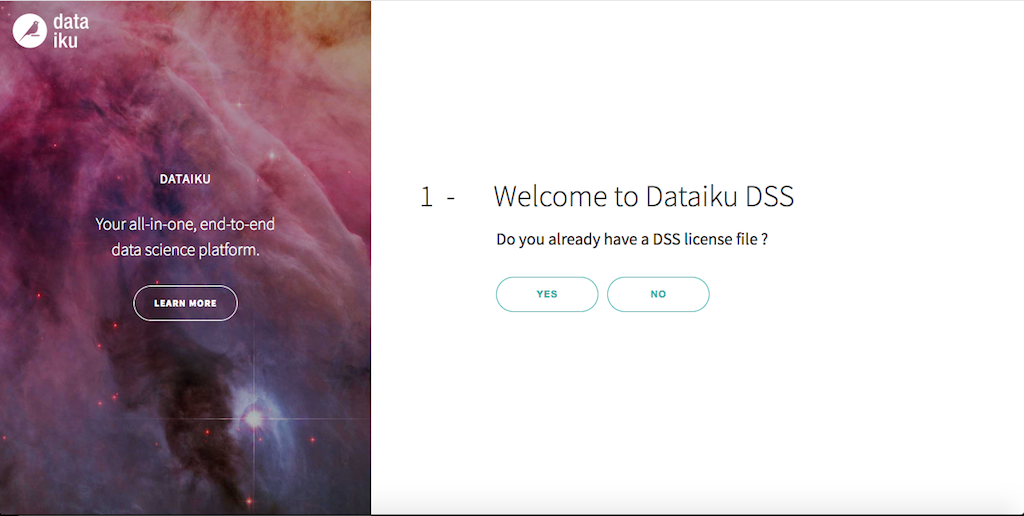 data
iku
DATAIKU
Your all-in-one, end-to-end
data science platform.
LEARN MORE
1 - Welcome to Dataiku DSS
Do you already have a DSS license file ?
YES NO